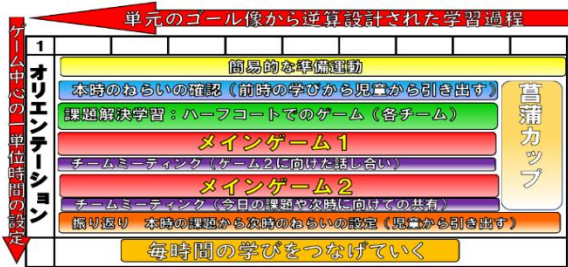 単元のゴール像から逆算設計された学習過程
ゲーム中心の一単位時間の設定
1
オリエンテーション
簡易的な準備運動
本時のねらいの確認(前時の学びから児童から引き出す)
課題解決学習:ハーフコートでのゲーム(各チーム)
メインゲーム1
チームミーティング(ゲーム2に向けた話し合い)
メインゲーム2
チームミーティング(今日の課題や次時に向けての共有)
振り返り 本時の課題から次時のねらいの設定(児童から引き出す)
菖蒲カップ
毎時間の学びをつなげていく